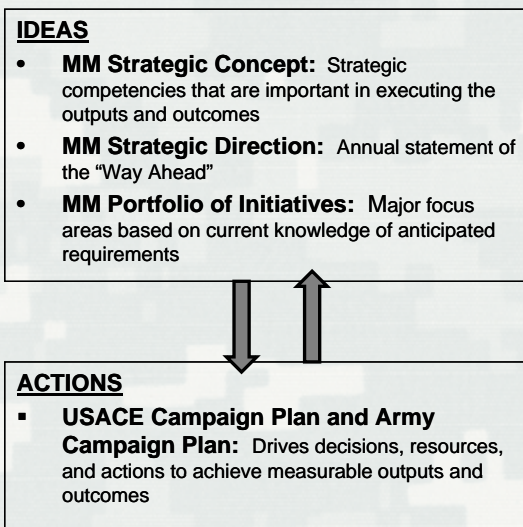 IDEAS
• MM Strategic Concept: Strategic
competencies that are important in executing the
outputs and outcomes
• MM Strategic Direction: Annual statement of
the “Way Ahead”
• MM Portfolio of Initiatives: Major focus
areas based on current knowledge of anticipated
requirements
ACTIONS
▪ USACE Campaign Plan and Army
Campaign Plan: Drives decisions, resources,
and actions to achieve measurable outputs and
outcomes